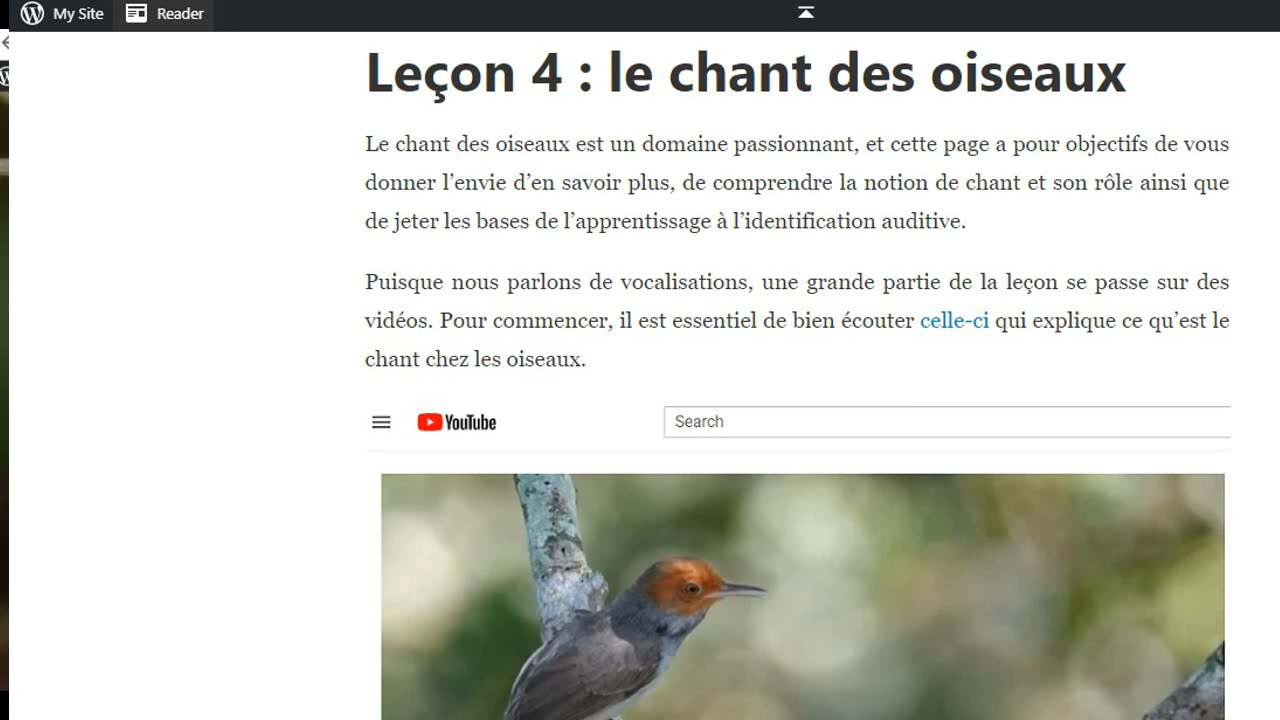 My Site Reader
Leçon 4 : le chant des oiseaux
Le chant des oiseaux est un domaine passionnant, et cette page a pour objectifs de vous
donner l’envie d’en savoir plus, de comprendre la notion de chant et son rôle ainsi que
de jeter les bases de l’apprentissage à l’identification auditive.
Puisque nous parlons de vocalisations, une grande partie de la leçon se passe sur des
vidéos. Pour commencer, il est essentiel de bien écouter celle-ci qui explique ce qu’est le
chant chez les oiseaux.
YouTube Search